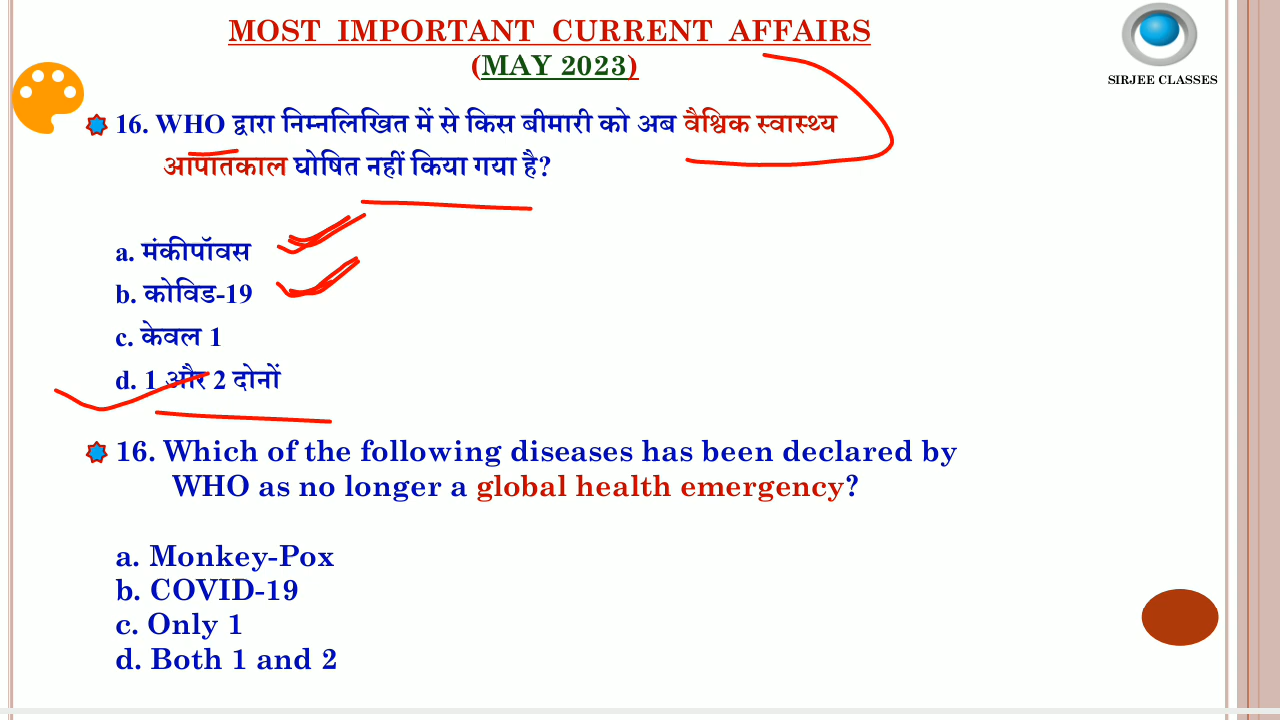 MOST IMPORTANT CURRENT AFFAIRS
(MAY 2023)
SIRJEE CLASSES
16. WHO द्वारा निम्नलिखित में से किस बीमारी को अब वैश्विक स्वास्थ्य
आपातकाल घोषित नहीं किया गया है?
a. मंकीपॉक्स
b. कोविड-19
c. केवल 1
d. 1 और 2 दोनों
16. Which of the following diseases has been declared by
WHO as no longer a global health emergency?
a. Monkey-Pox
b. COVID-19
c. Only 1
d. Both 1 and 2